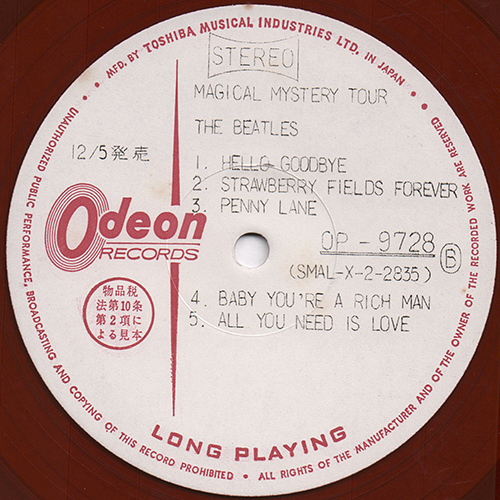 • MFD. BY TOSHIBA MUSICAL INDUSTRIES LTD. IN JAPAN •
UNAUTHORIZED PUBLIC PERFORMANCE, BROADCASTING AND COPYING OF THIS RECORD PROHIBITED • ALL RIGHTS OF THE MANUFACTURER AND OF THE OWNER OF THE RECORDED WORK ARE RESERVED
STEREO
MAGICAL MYSTERY TOUR
THE BEATLES
12/5発売
1. HELLO GOODBYE
2. STRAWBERRY FIELDS FOREVER
3. PENNY LANE
Odeon
RECORDS
OP - 9728 B
(SMAL-X-2-2835)
物品税
法第10条
第2項に
よる見本
4. BABY YOU'RE A RICH MAN
5. ALL YOU NEED IS LOVE
LONG PLAYING